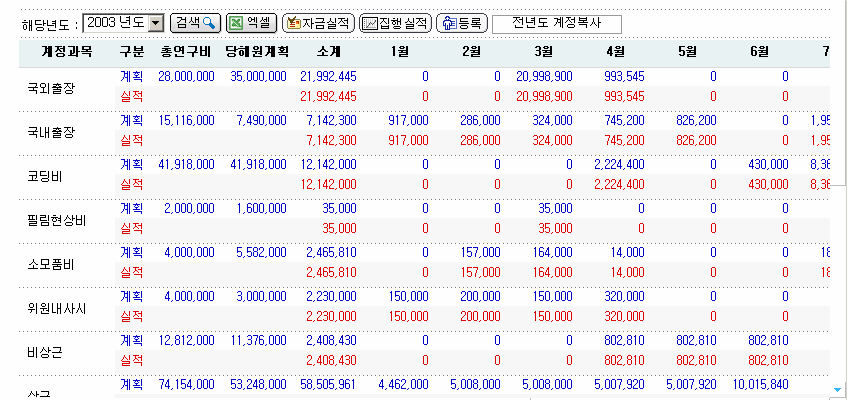 해당년도 : 2003 년도 검색 엑셀 자금실적 집행실적 등록 전년도 계정복사
계정과목 구분 총연구비 당해원계획 소계 1월 2월 3월 4월 5월 6월
계획 28,000,000 35,000,000 21,992,445 0 0 20,998,900 993,545 0 0
국외출장
실적 21,992,445 0 0 20,998,900 993,545 0 0
계획 15,116,000 7,490,000 7,142,300 917,000 286,000 324,000 745,200 826,200 0
국내출장
실적 7,142,300 917,000 286,000 324,000 745,200 826,200 0
계획 41,918,000 41,918,000 12,142,000 0 0 0 2,224,400 0 430,000
코딩비
실적 12,142,000 0 0 0 2,224,400 0 430,000
계획 2,000,000 1,600,000 35,000 0 0 35,000 0 0 0
필림현상비
실적 35,000 0 0 35,000 0 0 0
계획 4,000,000 5,582,000 2,465,810 0 157,000 164,000 14,000 0 0
소모품비
실적 2,465,810 0 157,000 164,000 14,000 0 0
계획 4,000,000 3,000,000 2,230,000 150,000 200,000 150,000 320,000 0 0
위원내사시
실적 2,230,000 150,000 200,000 150,000 320,000 0 0
계획 12,812,000 11,376,000 2,408,430 0 0 0 802,810 802,810 802,810
비상근
실적 2,408,430 0 0 0 802,810 802,810 802,810
계획 74,154,000 53,248,000 58,505,961 4,462,000 5,008,000 5,008,000 5,007,920 5,007,920 10,015,840